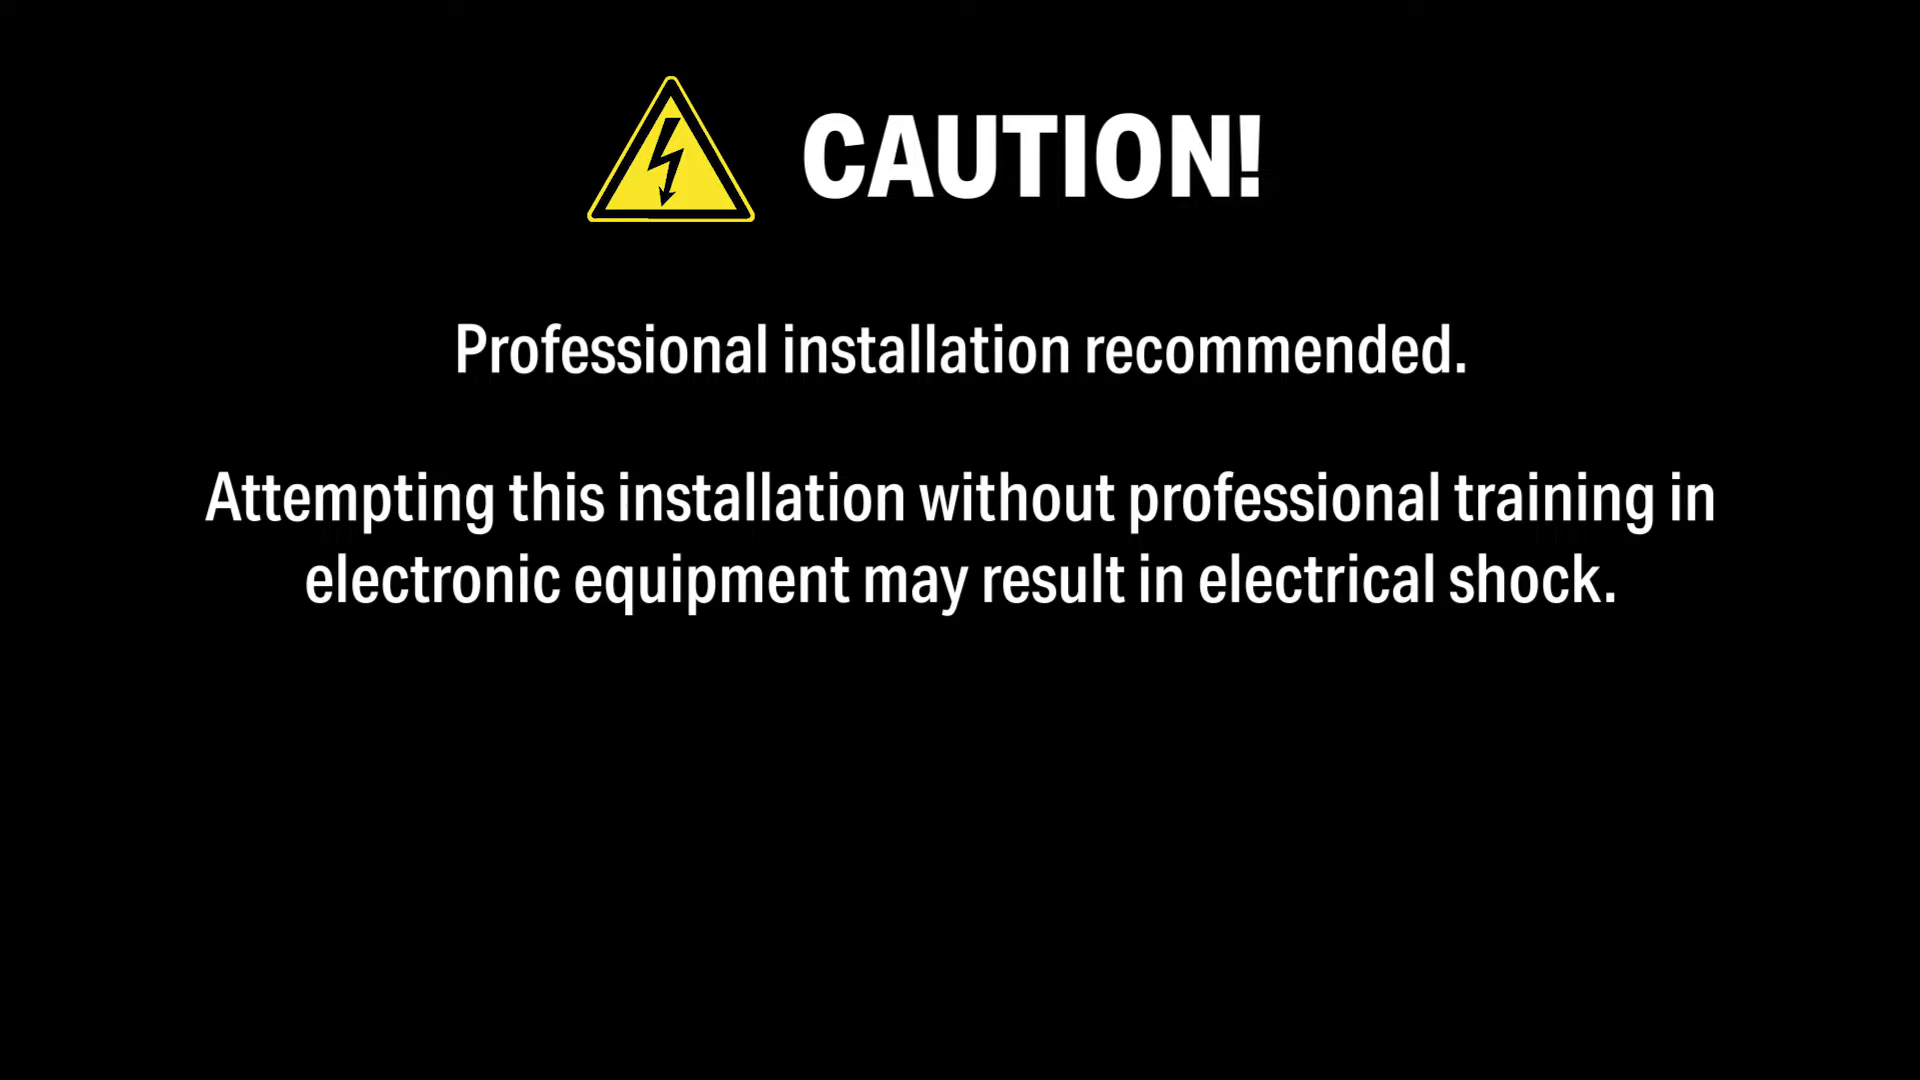 CAUTION!
Professional installation recommended.
Attempting this installation without professional training in
electronic equipment may result in electrical shock.